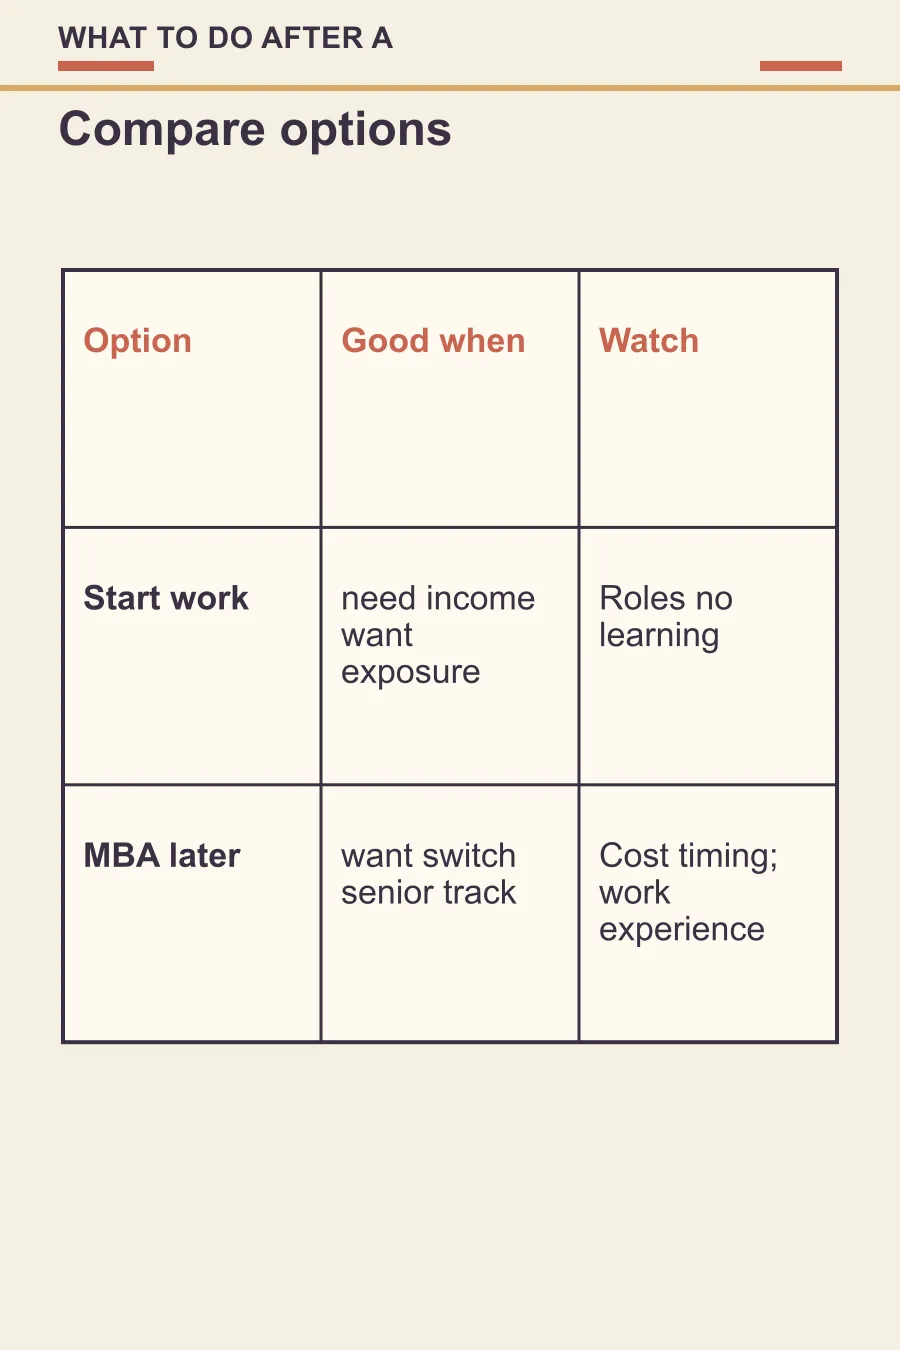 WHAT TO DO AFTER A
Compare options
Option
Good when
Watch
Start work
need income
want
exposure
Roles no
learning
MBA later
want switch
senior track
Cost timing;
work
experience